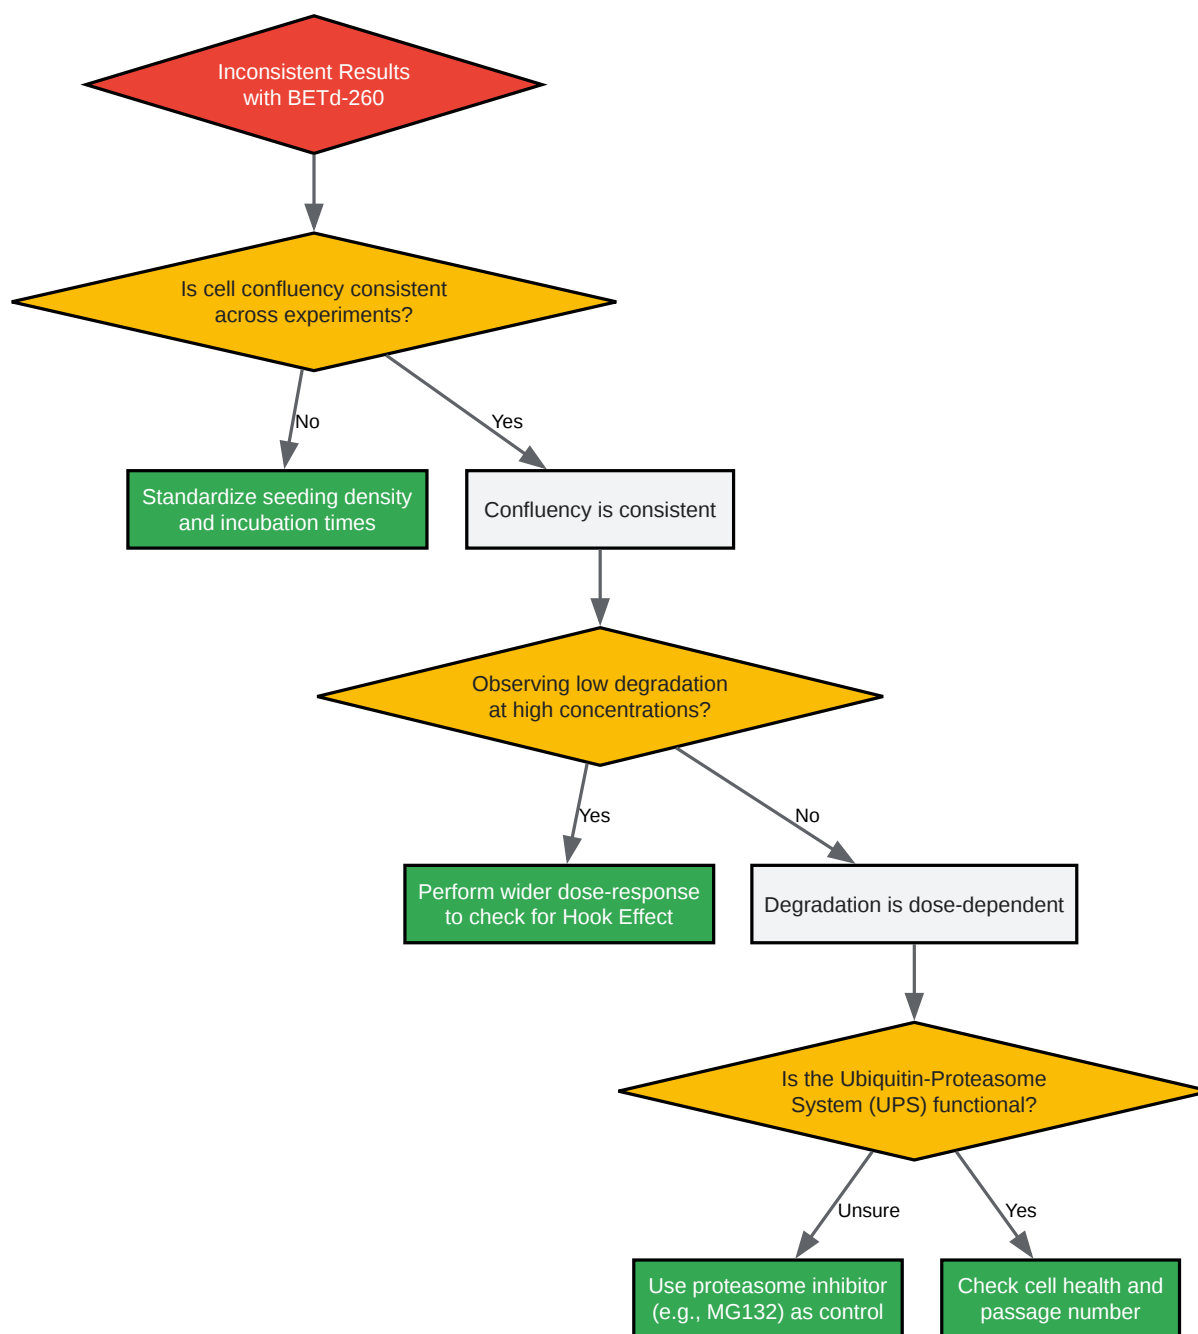 Inconsistent Results
with BETd-260
Is cell confluency consistent
across experiments?
No
Yes
Standardize seeding density
and incubation times
Confluency is consistent
Observing low degradation
at high concentrations?
Yes
No
Perform wider dose-response
to check for Hook Effect
Degradation is dose-dependent
Is the Ubiquitin-Proteasome
System (UPS) functional?
Unsure
Yes
Use proteasome inhibitor
(e.g., MG132) as control
Check cell health and
passage number